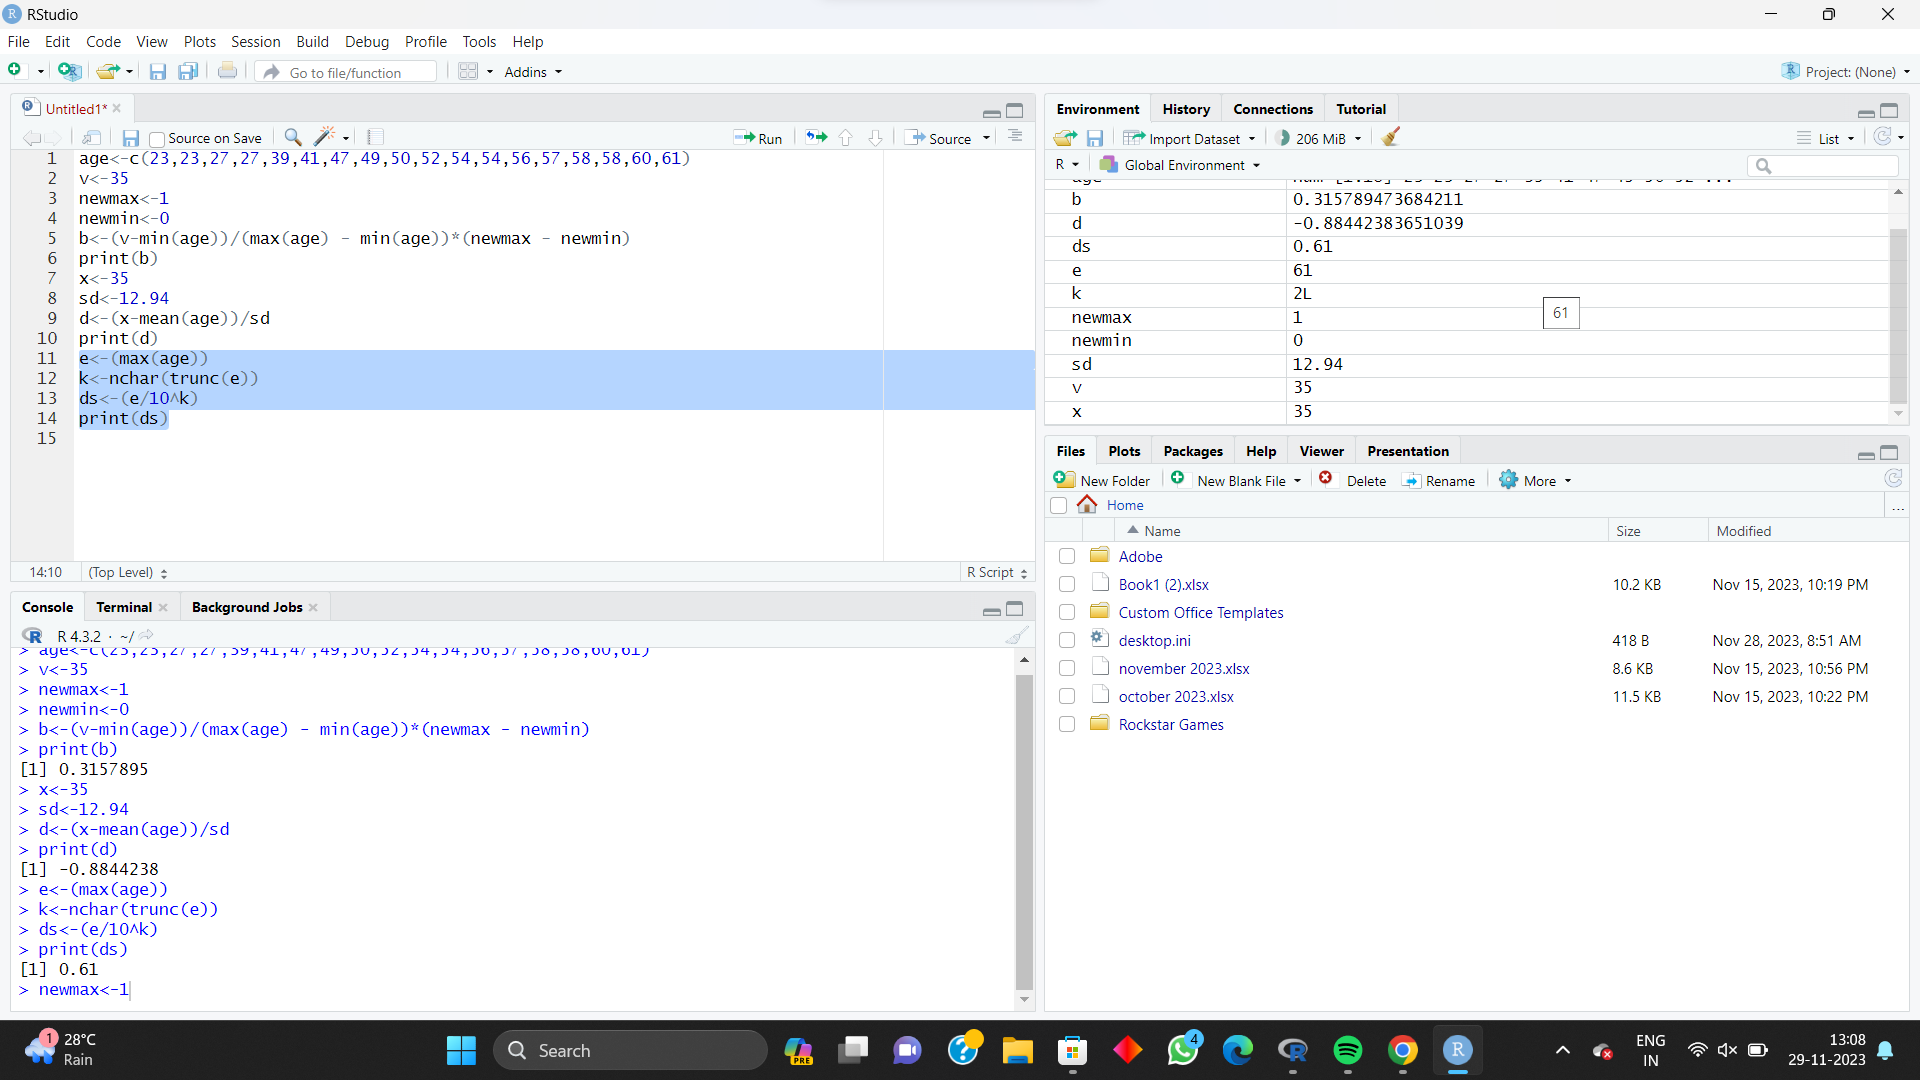 RStudio
File Edit Code View Plots Session Build Debug Profile Tools Help
Go to file/function Addins Project: (None)
Untitled1*
Source on Save Run Source
1 age<-c(23,23,27,27,39,41,47,49,50,52,54,54,56,57,58,58,60,61)
2 v<-35
3 newmax<-1
4 newmin<-0
5 b<-(v-min(age))/(max(age) - min(age))*(newmax - newmin)
6 print(b)
7 x<-35
8 sd<-12.94
9 d<-(x-mean(age))/sd
10 print(d)
11 e<-(max(age))
12 k<-nchar(trunc(e))
13 ds<-(e/10^k)
14 print(ds)
15
14:10 (Top Level) R Script
Console Terminal Background Jobs
R 4.3.2 · ~/
> age<-c(23,23,27,27,39,41,47,49,50,52,54,54,56,57,58,58,60,61)
> v<-35
> newmax<-1
> newmin<-0
> b<-(v-min(age))/(max(age) - min(age))*(newmax - newmin)
> print(b)
[1] 0.3157895
> x<-35
> sd<-12.94
> d<-(x-mean(age))/sd
> print(d)
[1] -0.8844238
> e<-(max(age))
> k<-nchar(trunc(e))
> ds<-(e/10^k)
> print(ds)
[1] 0.61
> newmax<-1
Environment History Connections Tutorial
Import Dataset 206 MiB List
R Global Environment
age
b 0.315789473684211
d -0.88442383651039
ds 0.61
e 61
k 2L
newmax 1
61
newmin 0
sd 12.94
v 35
x 35
Files Plots Packages Help Viewer Presentation
New Folder New Blank File Delete Rename More
Home ...
Name Size Modified
Adobe
Book1 (2).xlsx 10.2 KB Nov 15, 2023, 10:19 PM
Custom Office Templates
desktop.ini 418 B Nov 28, 2023, 8:51 AM
november 2023.xlsx 8.6 KB Nov 15, 2023, 10:56 PM
october 2023.xlsx 11.5 KB Nov 15, 2023, 10:22 PM
Rockstar Games
1 28°C
Rain
Search
PRE
4
ENG
IN
13:08
29-11-2023